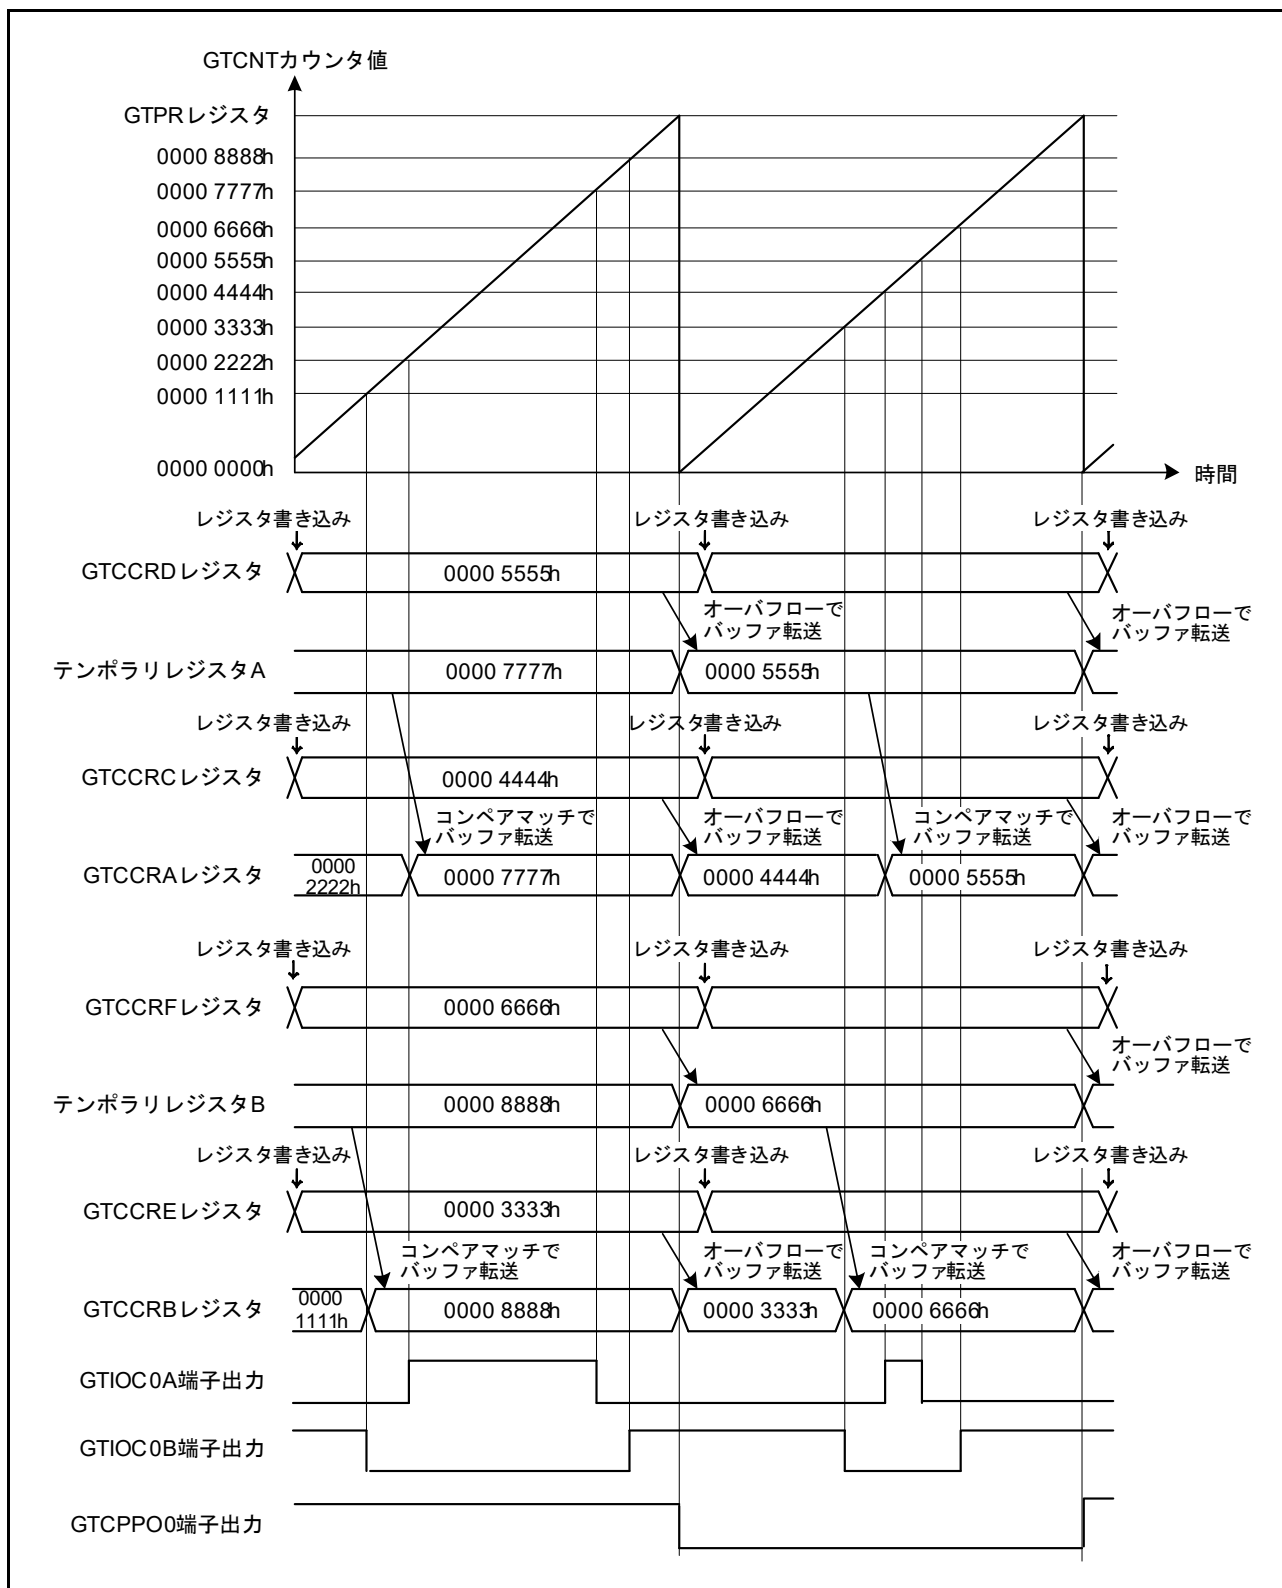 GTCNTカウンタ値
GTPRレジスタ
0000 8888h
0000 7777h
0000 6666h
0000 5555h
0000 4444h
0000 3333h
0000 2222h
0000 1111h
0000 0000h
時間
レジスタ書き込み レジスタ書き込み レジスタ書き込み
GTCCRDレジスタ 0000 5555h
オーバフローで オーバフローで
バッファ転送 バッファ転送
テンポラリレジスタA 0000 7777h 0000 5555h
レジスタ書き込み レジスタ書き込み レジスタ書き込み
GTCCRCレジスタ 0000 4444h
コンペアマッチで オーバフローで コンペアマッチで オーバフローで
バッファ転送 バッファ転送 バッファ転送 バッファ転送
GTCCRAレジスタ 0000 2222h 0000 7777h 0000 4444h 0000 5555h
レジスタ書き込み レジスタ書き込み レジスタ書き込み
GTCCRFレジスタ 0000 6666h
オーバフローで
バッファ転送
テンポラリレジスタB 0000 8888h 0000 6666h
レジスタ書き込み レジスタ書き込み レジスタ書き込み
GTCCREレジスタ 0000 3333h
コンペアマッチで オーバフローで コンペアマッチで オーバフローで
バッファ転送 バッファ転送 バッファ転送 バッファ転送
GTCCRBレジスタ 0000 1111h 0000 8888h 0000 3333h 0000 6666h
GTIOC0A端子出力
GTIOC0B端子出力
GTCPPO0端子出力